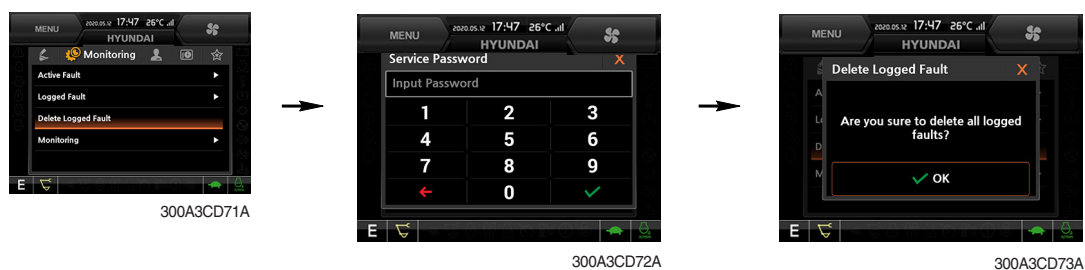 MENU
2020.05.12 17:47 26°C
HYUNDAI
Monitoring
Active Fault
Logged Fault
Delete Logged Fault
Monitoring
E
300A3CD71A
MENU
2020.05.12 17:47 26°C
HYUNDAI
Service Password X
Input Password
1 2 3
4 5 6
7 8 9
0
E
300A3CD72A
MENU
2020.05.12 17:47 26°C
HYUNDAI
Delete Logged Fault X
A
L
D
M
Are you sure to delete all logged
faults?
OK
E
300A3CD73A